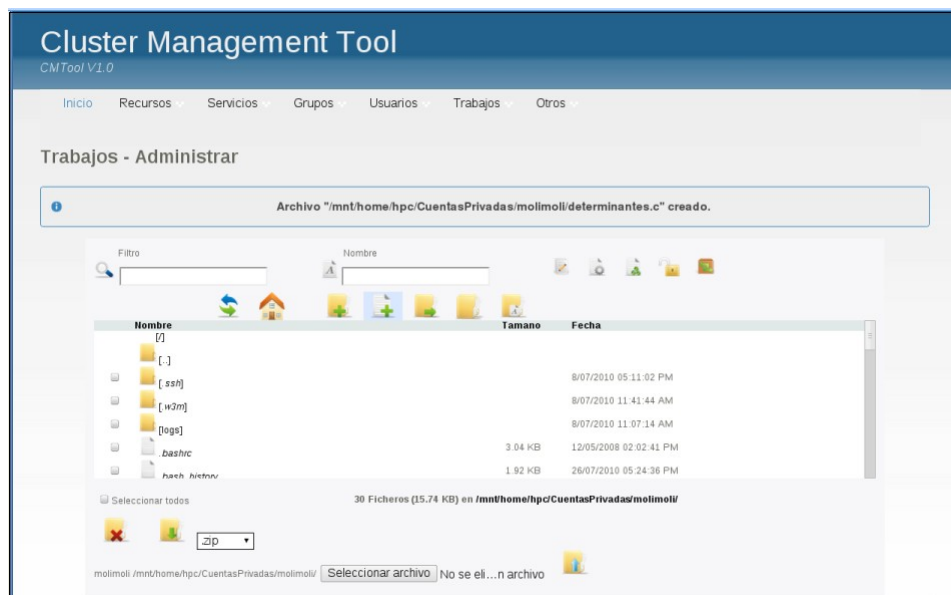 Cluster Management Tool
CMTool V1.0
Inicio Recursos Servicios Grupos Usuarios Trabajos Otros
Trabajos - Administrar
Archivo "/mnt/home/hpc/CuentasPrivadas/molimoli/determinantes.c" creado.
Filtro Nombre
Nombre Tamano Fecha
[/]
[..]
[.ssh] 8/07/2010 05:11:02 PM
[.w3m] 8/07/2010 11:41:44 AM
[logs] 8/07/2010 11:07:14 AM
.bashrc 3.04 KB 12/05/2008 02:02:41 PM
.bash_history 1.92 KB 26/07/2010 05:24:36 PM
Seleccionar todos 30 Ficheros (15.74 KB) en /mnt/home/hpc/CuentasPrivadas/molimoli/
.zip
molimoli /mnt/home/hpc/CuentasPrivadas/molimoli/ Seleccionar archivo No se eli...n archivo